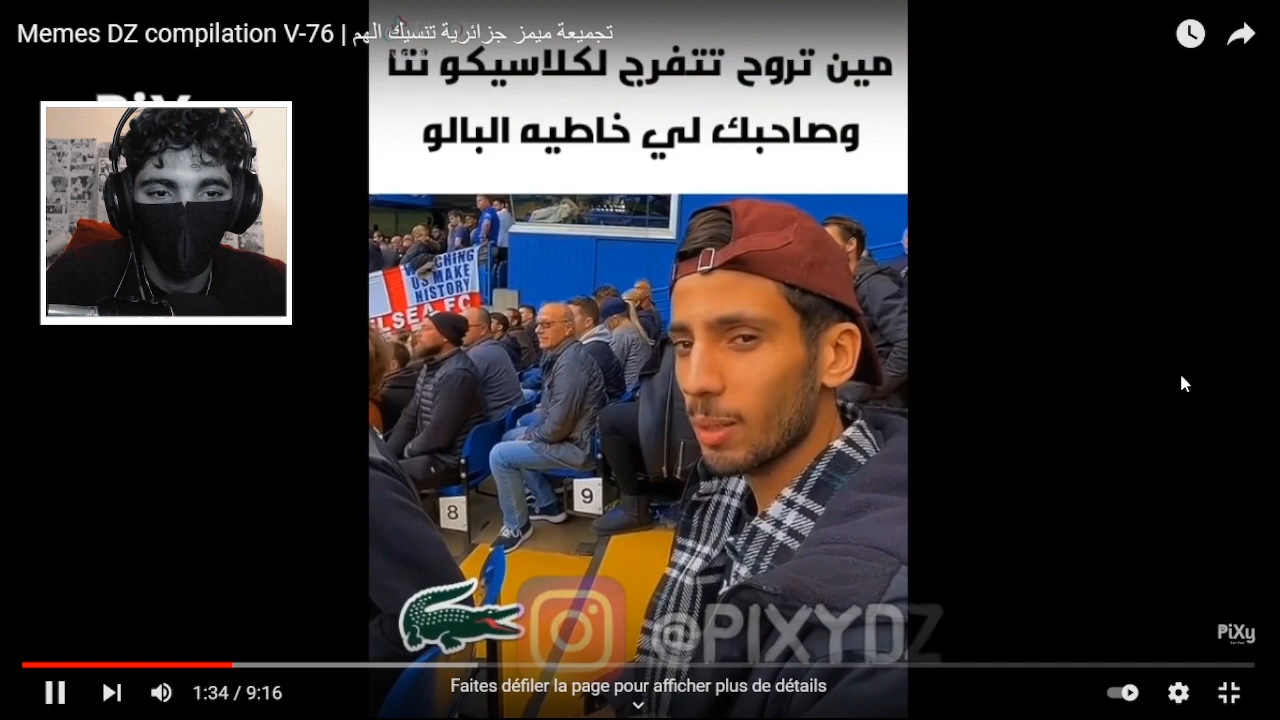 Memes DZ compilation V-76 | تجميعة ميمز جزائرية تنسيك الهم
مين تروح تتفرج لكلاسيكو نتا
وصاحبك لي خاطيه البالو
PiXy
US MAKE
HISTORY
8
9
@PIXYDZ
PiXy
1:34 / 9:16
Faites défiler la page pour afficher plus de détails